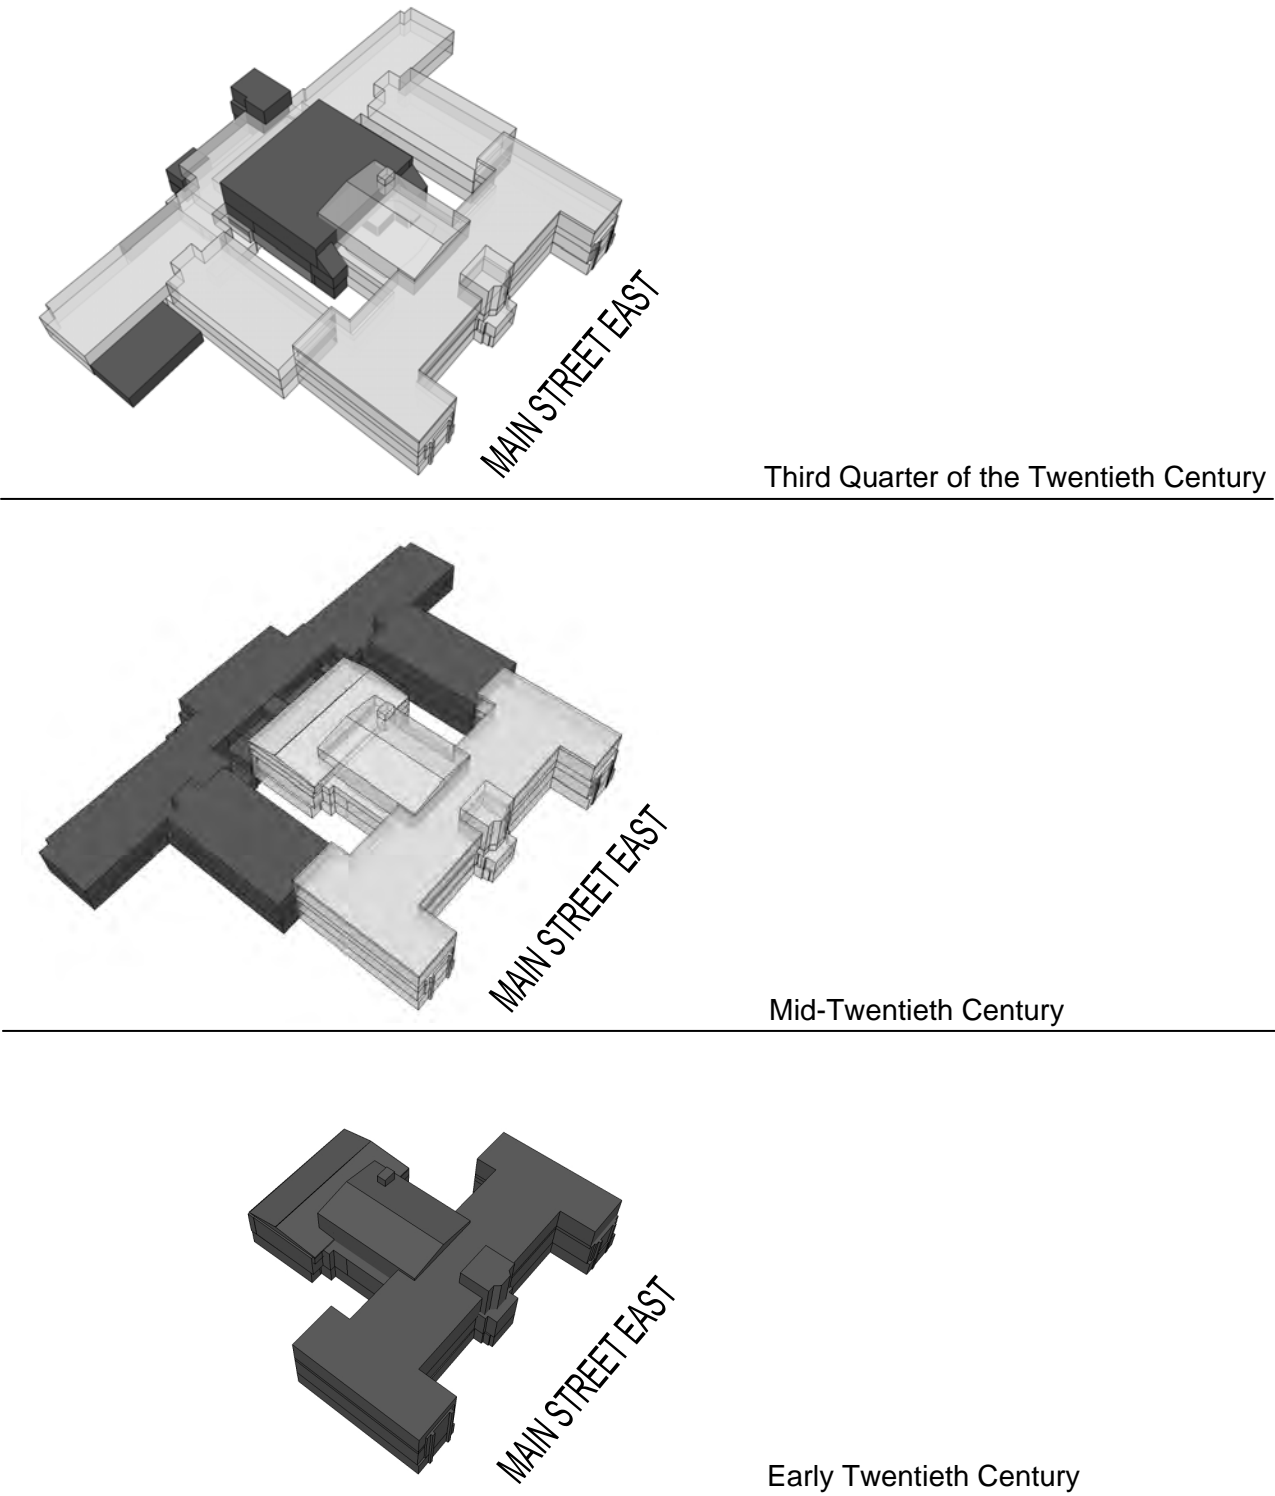 MAIN STREET EAST
Third Quarter of the Twentieth Century
MAIN STREET EAST
Mid-Twentieth Century
MAIN STREET EAST
Early Twentieth Century